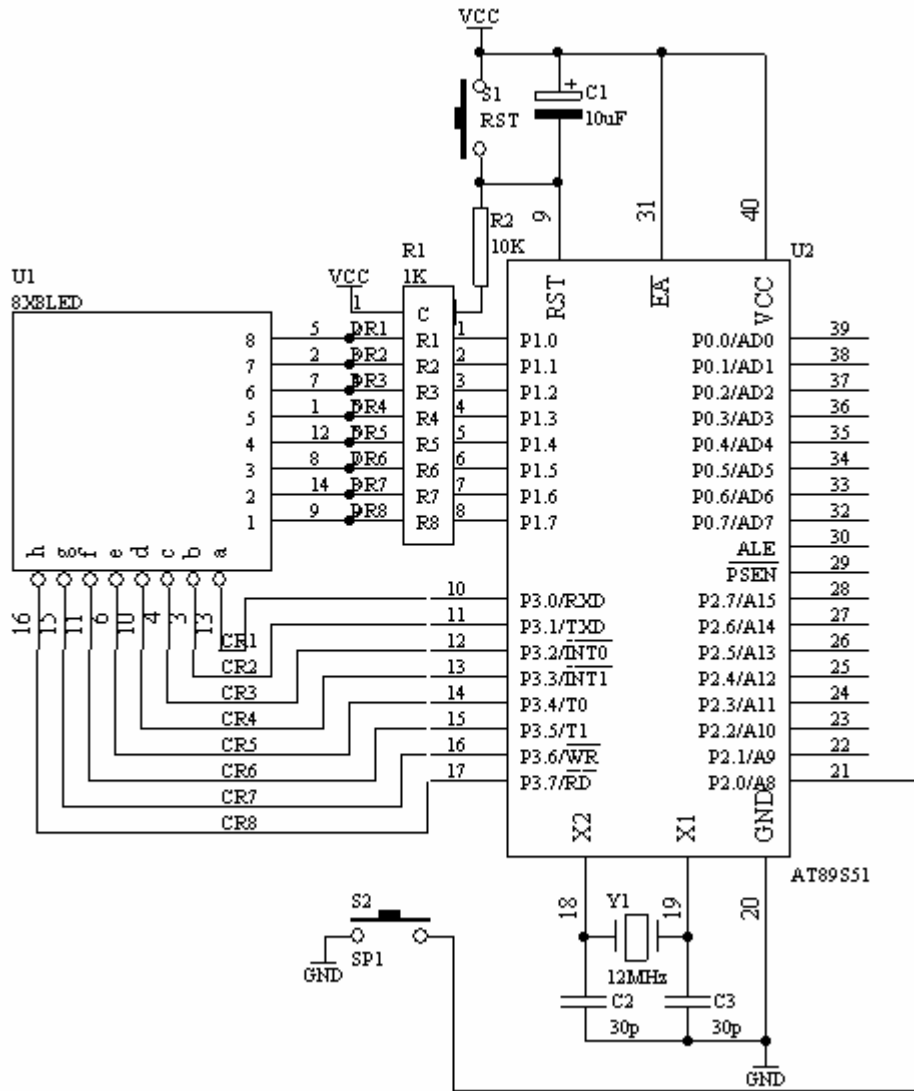 VCC
S1
RST
+
C1
10uF
9
31
40
R2
10K
U2
R1
1K
VCC
U1
8X8LED
1
C
RST
EA
VCC
8 5 DR1 R1 1 P1.0
7 2 DR2 R2 2 P1.1
6 7 DR3 R3 3 P1.2
5 1 DR4 R4 4 P1.3
4 12 DR5 R5 5 P1.4
3 8 DR6 R6 6 P1.5
2 14 DR7 R7 7 P1.6
1 9 DR8 R8 8 P1.7
P0.0/AD0 39
P0.1/AD1 38
P0.2/AD2 37
P0.3/AD3 36
P0.4/AD4 35
P0.5/AD5 34
P0.6/AD6 33
P0.7/AD7 32
ALE 30
PSEN 29
P2.7/A15 28
P2.6/A14 27
P2.5/A13 26
P2.4/A12 25
P2.3/A11 24
P2.2/A10 23
P2.1/A9 22
P2.0/A8 21
h g f e d c b a
16 15 11 6 10 4 3 13
10 P3.0/RXD
11 P3.1/TXD
12 P3.2/INT0
13 P3.3/INT1
14 P3.4/T0
15 P3.5/T1
16 P3.6/WR
17 P3.7/RD
CR1
CR2
CR3
CR4
CR5
CR6
CR7
CR8
X2
X1
GND
AT89S51
18
19
20
Y1
12MHz
S2
SP1
GND
C2
30p
C3
30p
GND